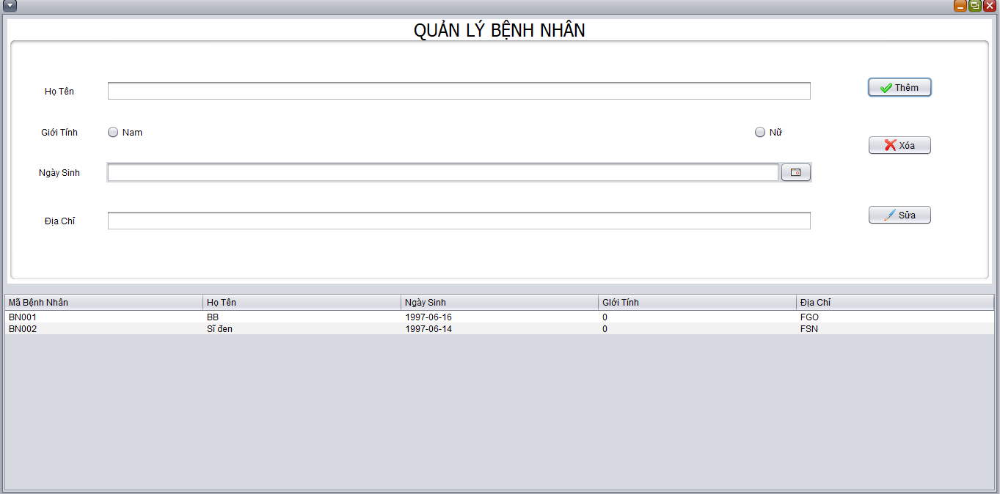 QUẢN LÝ BỆNH NHÂN
Họ Tên
Thêm
Giới Tính Nam Nữ
Xóa
Ngày Sinh
Địa Chỉ
Sửa
Mã Bệnh Nhân Họ Tên Ngày Sinh GIới Tính Địa Chỉ
BN001 BB 1997-06-16 0 FGO
BN002 Sĩ đen 1997-06-14 0 FSN